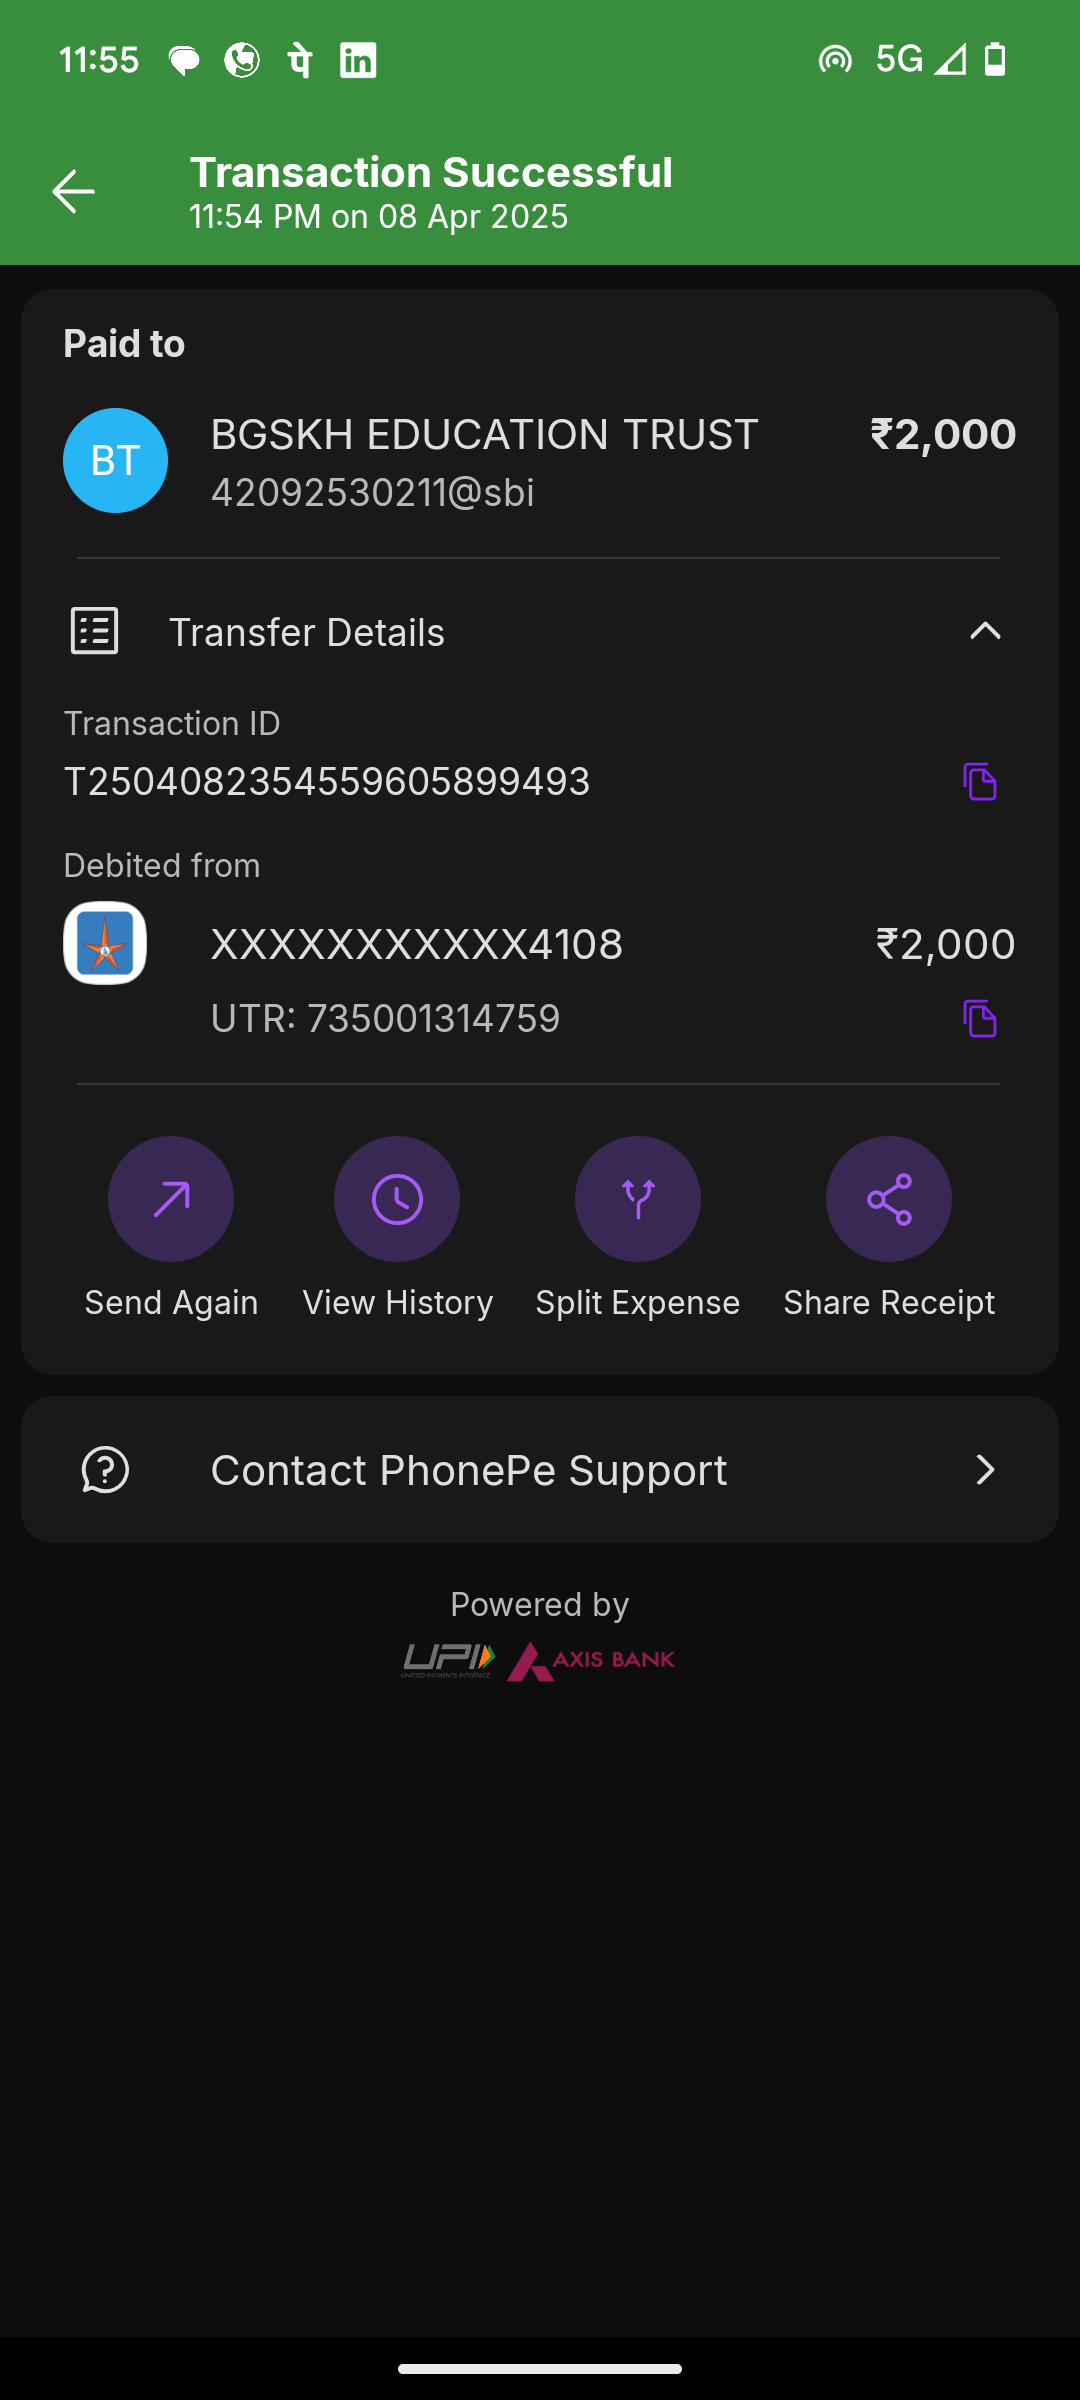 11:55 पे in 5G
Transaction Successful
11:54 PM on 08 Apr 2025
Paid to
BT BGSKH EDUCATION TRUST ₹2,000
42092530211@sbi
Transfer Details
Transaction ID
T2504082354559605899493
Debited from
XXXXXXXXXXX4108 ₹2,000
UTR: 735001314759
Send Again View History Split Expense Share Receipt
Contact PhonePe Support
Powered by
UPI AXIS BANK
UNIFIED PAYMENTS INTERFACE